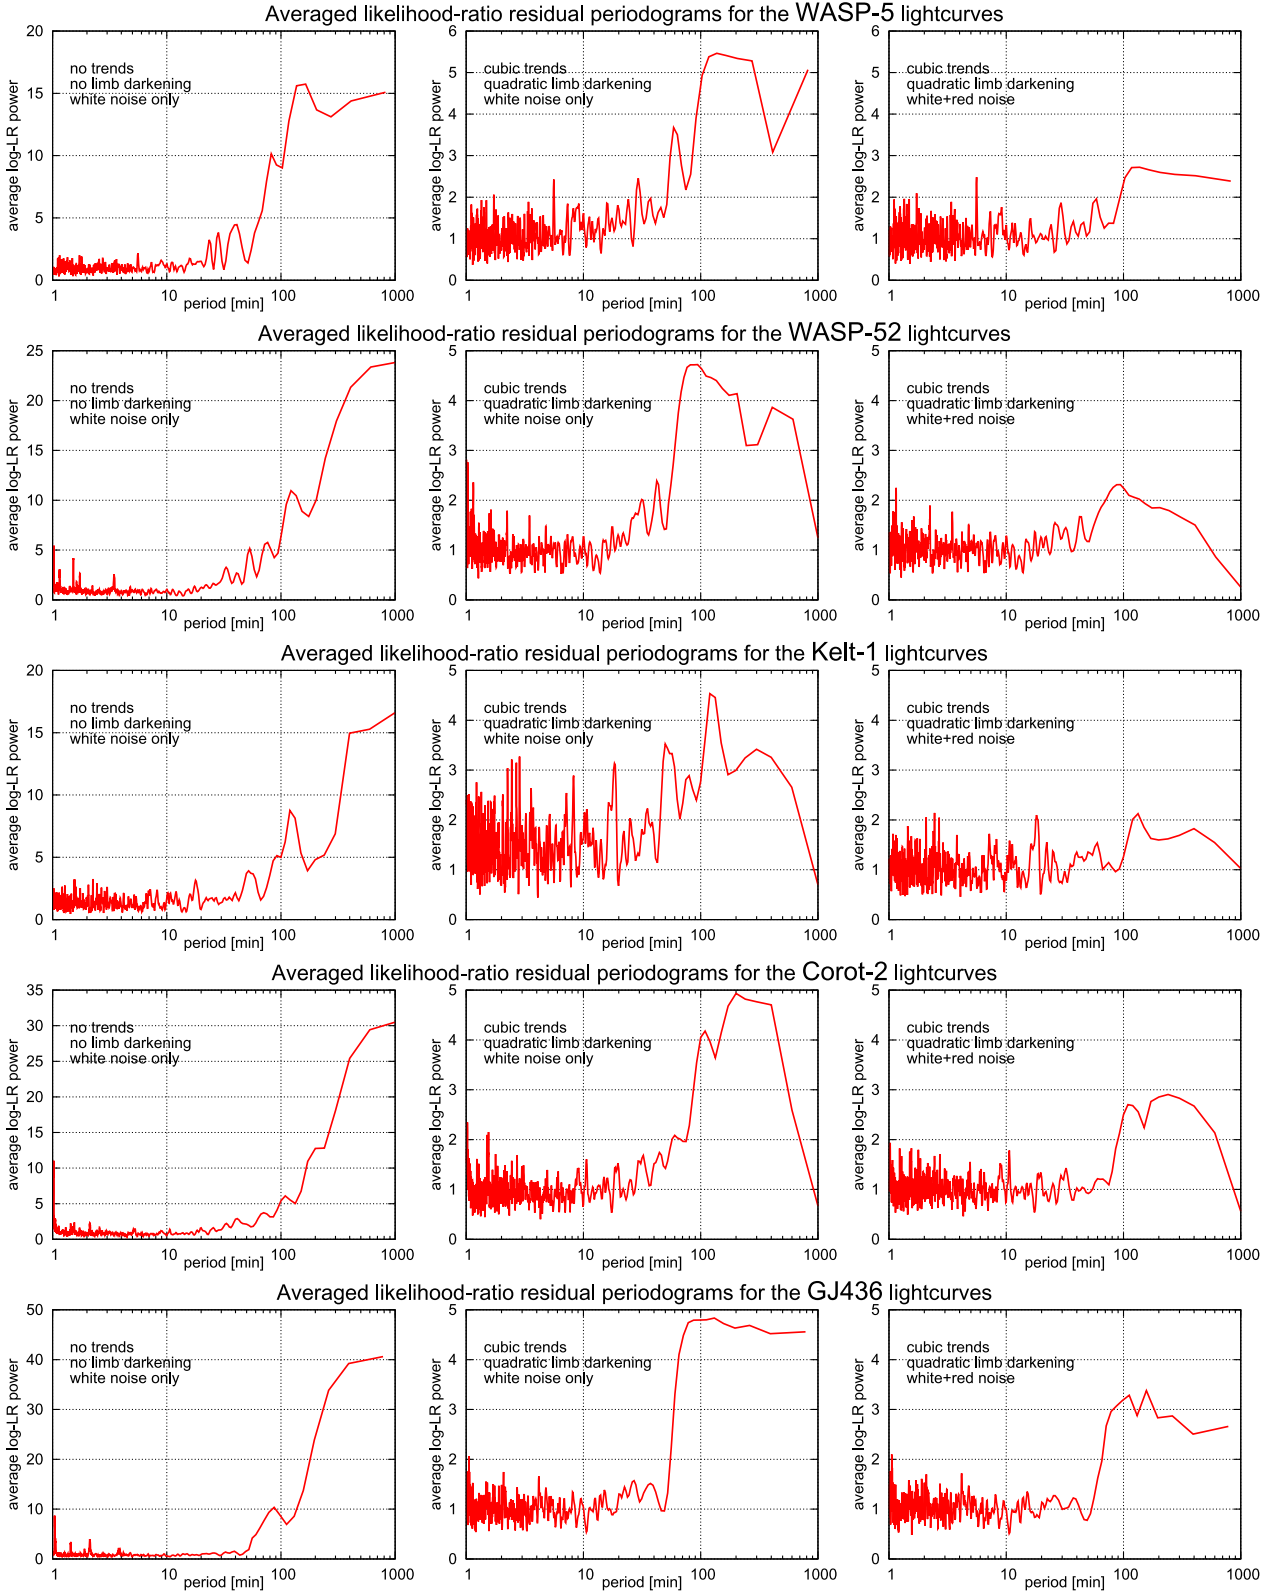 Averaged likelihood-ratio residual periodograms for the WASP-5 lightcurves
average log-LR power
20
15
10
5
0
no trends
no limb darkening
white noise only
1 10 100 1000
period [min]
average log-LR power
6
5
4
3
2
1
0
cubic trends
quadratic limb darkening
white noise only
1 10 100 1000
period [min]
average log-LR power
6
5
4
3
2
1
0
cubic trends
quadratic limb darkening
white+red noise
1 10 100 1000
period [min]
Averaged likelihood-ratio residual periodograms for the WASP-52 lightcurves
average log-LR power
25
20
15
10
5
0
no trends
no limb darkening
white noise only
1 10 100 1000
period [min]
average log-LR power
5
4
3
2
1
0
cubic trends
quadratic limb darkening
white noise only
1 10 100 1000
period [min]
average log-LR power
5
4
3
2
1
0
cubic trends
quadratic limb darkening
white+red noise
1 10 100 1000
period [min]
Averaged likelihood-ratio residual periodograms for the Kelt-1 lightcurves
average log-LR power
20
15
10
5
0
no trends
no limb darkening
white noise only
1 10 100 1000
period [min]
average log-LR power
5
4
3
2
1
0
cubic trends
quadratic limb darkening
white noise only
1 10 100 1000
period [min]
average log-LR power
5
4
3
2
1
0
cubic trends
quadratic limb darkening
white+red noise
1 10 100 1000
period [min]
Averaged likelihood-ratio residual periodograms for the Corot-2 lightcurves
average log-LR power
35
30
25
20
15
10
5
0
no trends
no limb darkening
white noise only
1 10 100 1000
period [min]
average log-LR power
5
4
3
2
1
0
cubic trends
quadratic limb darkening
white noise only
1 10 100 1000
period [min]
average log-LR power
5
4
3
2
1
0
cubic trends
quadratic limb darkening
white+red noise
1 10 100 1000
period [min]
Averaged likelihood-ratio residual periodograms for the GJ436 lightcurves
average log-LR power
50
40
30
20
10
0
no trends
no limb darkening
white noise only
1 10 100 1000
period [min]
average log-LR power
5
4
3
2
1
0
cubic trends
quadratic limb darkening
white noise only
1 10 100 1000
period [min]
average log-LR power
5
4
3
2
1
0
cubic trends
quadratic limb darkening
white+red noise
1 10 100 1000
period [min]